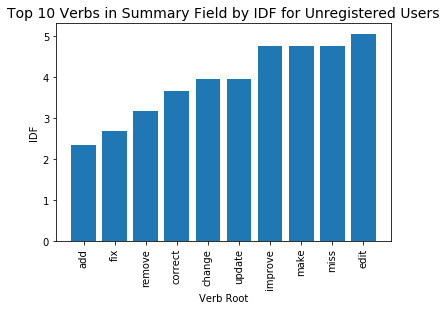 Top 10 Verbs in Summary Field by IDF for Unregistered Users
5
4
3
2
1
0
IDF
add
fix
remove
correct
change
update
improve
make
miss
edit
Verb Root